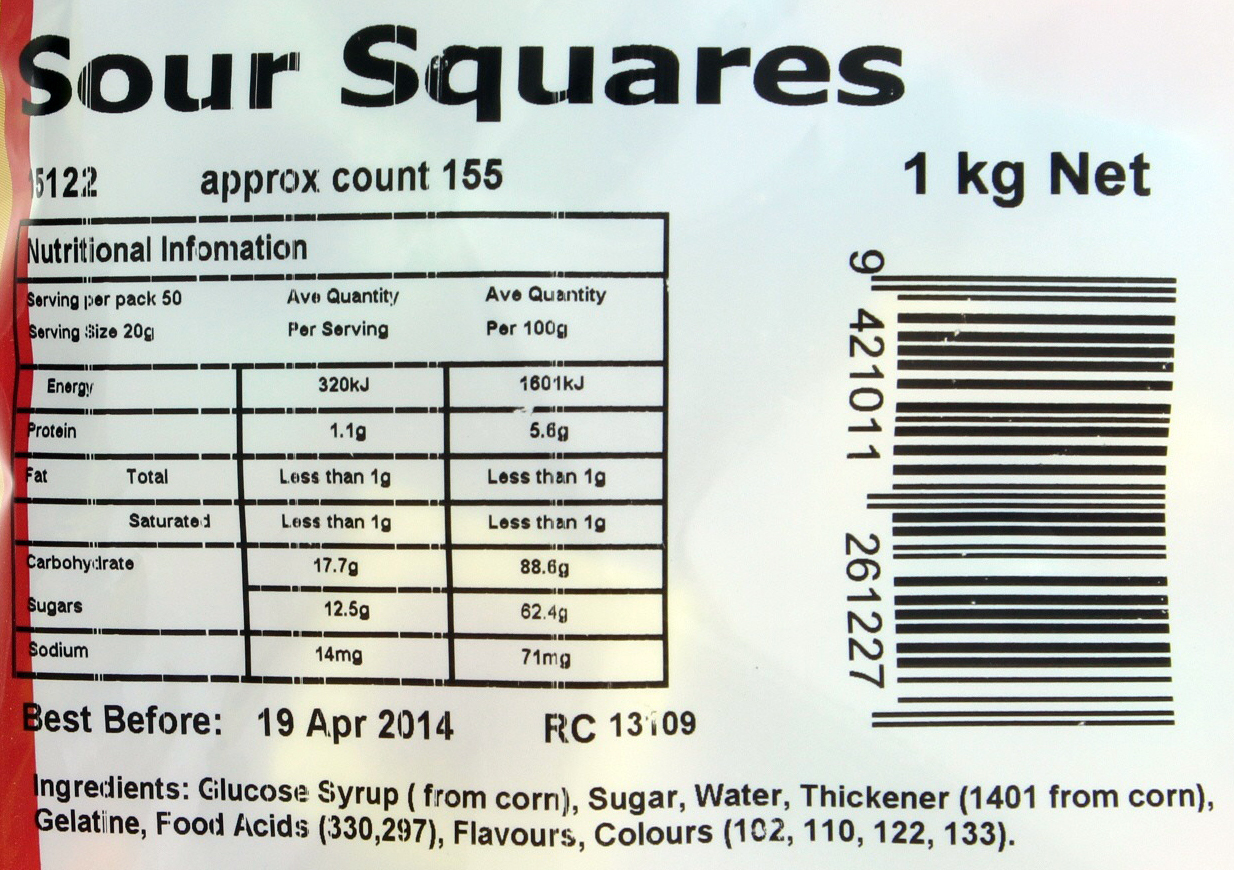 Sour Squares
15122 approx count 155
1 kg Net
Nutritional Infomation
Serving per pack 50 Ave Quantity Ave Quantity
Serving Size 20g Per Serving Per 100g
Energy 320kJ 1601kJ
Protein 1.1g 5.6g
Fat Total Less than 1g Less than 1g
Saturated Less than 1g Less than 1g
Carbohydrate 17.7g 88.6g
Sugars 12.5g 62.4g
Sodium 14mg 71mg
Best Before: 19 Apr 2014 RC 13109
Ingredients: Glucose Syrup ( from corn), Sugar, Water, Thickener (1401 from corn),
Gelatine, Food Acids (330,297), Flavours, Colours (102, 110, 122, 133).
9 421011 261227